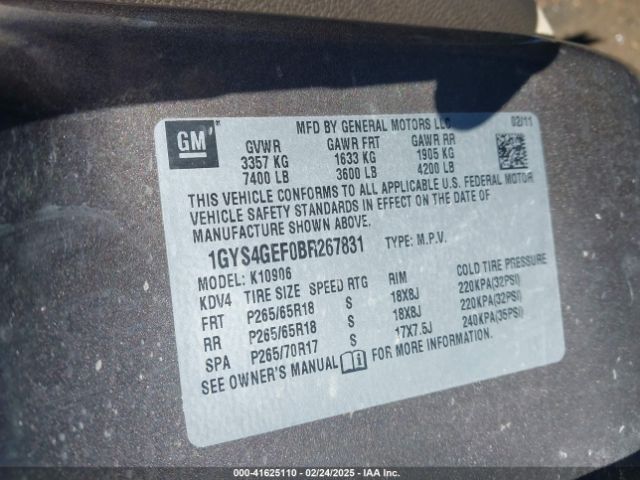 GM
MFD BY GENERAL MOTORS LLC 02/11
GVWR GAWR FRT GAWR RR
3357 KG 1633 KG 1905 KG
7400 LB 3600 LB 4200 LB
THIS VEHICLE CONFORMS TO ALL APPLICABLE U.S. FEDERAL MOTOR
VEHICLE SAFETY STANDARDS IN EFFECT ON THE DATE OF
MANUFACTURE SHOWN ABOVE.
1GYS4GEF0BR267831 TYPE: M.P.V.
MODEL: K10906
KDV4 TIRE SIZE SPEED RTG RIM COLD TIRE PRESSURE
FRT P265/65R18 S 18X8J 220KPA(32PSI)
RR P265/65R18 S 18X8J 220KPA(32PSI)
SPA P265/70R17 S 17X7.5J 240KPA(35PSI)
SEE OWNER'S MANUAL FOR MORE INFORMATION.
000-41625110 - 02/24/2025 - IAA Inc.